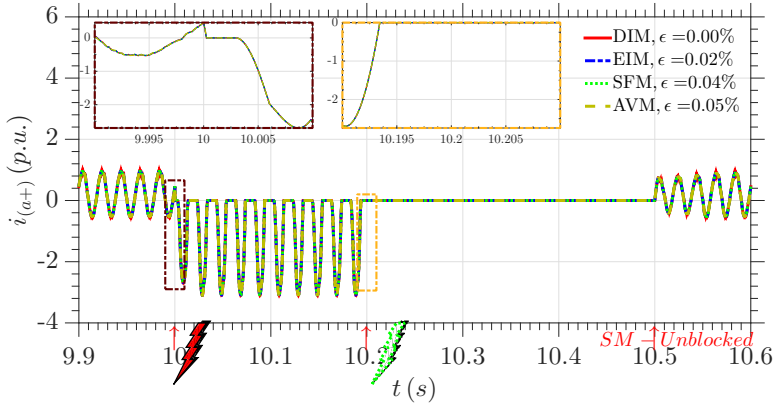 6
4
2
0
-2
-4
i(a+) (p.u.)
0
-1
-2
9.995 10 10.005
0
-1
-2
10.195 10.2 10.205
DIM, ϵ =0.00%
EIM, ϵ =0.02%
SFM, ϵ =0.04%
AVM, ϵ =0.05%
SM − Unblocked
9.9 10 10.1 10.2 10.3 10.4 10.5 10.6
t (s)